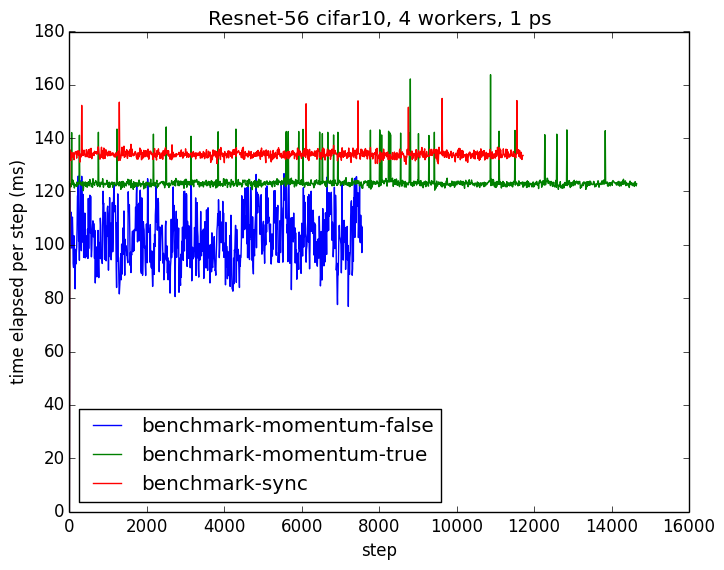 Resnet-56 cifar10, 4 workers, 1 ps
180
160
140
120
100
80
60
40
20
0
time elapsed per step (ms)
benchmark-momentum-false
benchmark-momentum-true
benchmark-sync
0 2000 4000 6000 8000 10000 12000 14000 16000
step